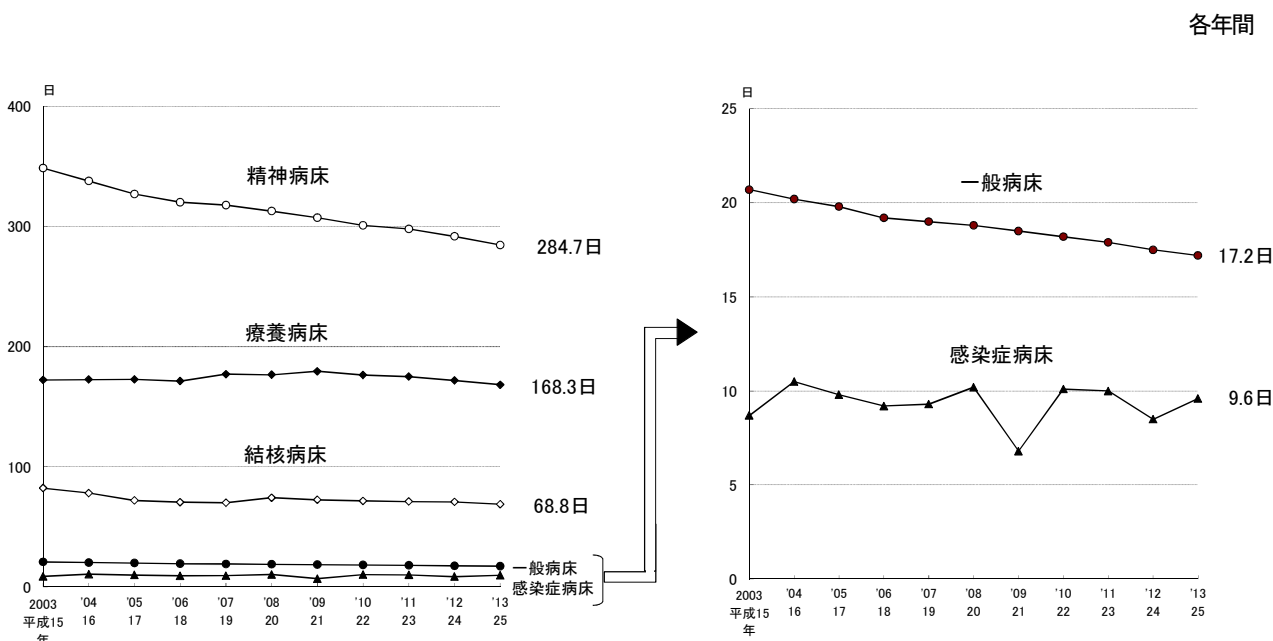 各年間
日
400
300
200
100
0
精神病床
284.7日
療養病床
168.3日
結核病床
68.8日
一般病床
感染症病床
2003 '04 '05 '06 '07 '08 '09 '10 '11 '12 '13
平成15 16 17 18 19 20 21 22 23 24 25
年
日
25
20
15
10
5
0
一般病床
17.2日
感染症病床
9.6日
2003 '04 '05 '06 '07 '08 '09 '10 '11 '12 '13
平成15 16 17 18 19 20 21 22 23 24 25
年